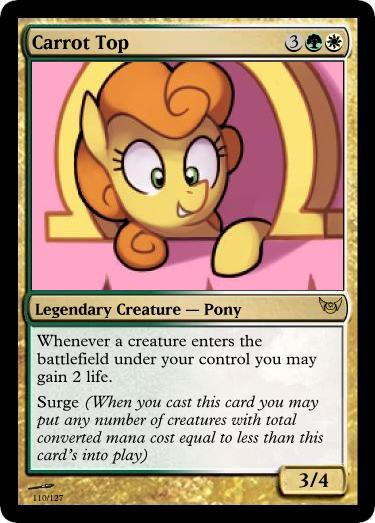 Carrot Top 3
Legendary Creature — Pony
Whenever a creature enters the
battlefield under your control you may
gain 2 life.
Surge (When you cast this card you may
put any number of creatures with total
converted mana cost equal to less than this
card's into play)
3/4
110/127